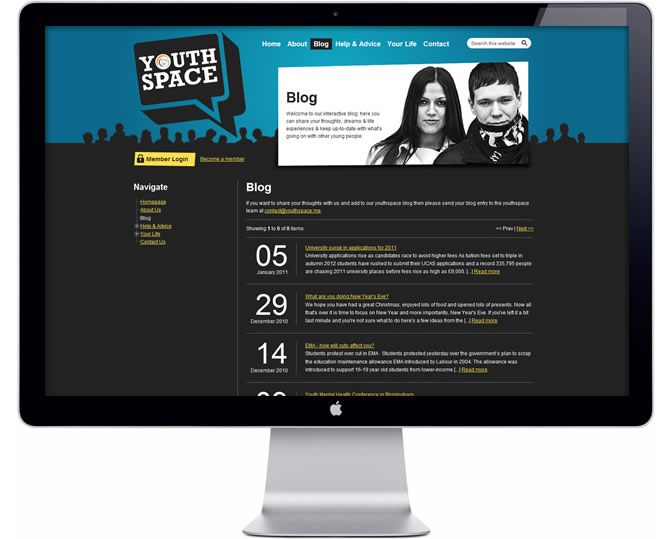 YOUTH
SPACE
Home About Blog Help & Advice Your Life Contact
Search this website
Blog
Welcome to our interactive blog: here you
can share your thoughts, dreams & life
experiences & keep up-to-date with what's
going on with other young people.
Member Login
Become a member
Navigate
Homepage
About Us
Blog
Help & Advice
Your Life
Contact Us
Blog
If you want to share your thoughts with us and add to our youthspace blog then please send your blog entry to the youthspace
team at contact@youthspace.me.
Showing 1 to 6 of 8 items
<< Prev | Next >>
05
January 2011
University surge in applications for 2011
University applications rise as candidates race to avoid higher fees As tuition fees set to triple in
autumn 2012 students have rushed to submit their UCAS applications and a record 335,795 people
are chasing 2011 university places before fees rise as high as £9,000. [...] Read more
29
December 2010
What are you doing New Year's Eve?
We hope you have had a great Christmas, enjoyed lots of food and opened lots of presents. Now all
that's over it is time to focus on New Year and more importantly, New Year's Eve. If you've left it a bit
last minute and you're not sure what to do here's a few ideas from the [...] Read more
14
December 2010
EMA - how will cuts affect you?
Students protest over cut in EMA Students protested yesterday over the government's plan to scrap
the education maintenance allowance EMA introduced by Labour in 2004. The allowance was
introduced to support 16-19 year old students from lower-income [...] Read more
Youth Mental Health Conference in Birmingham